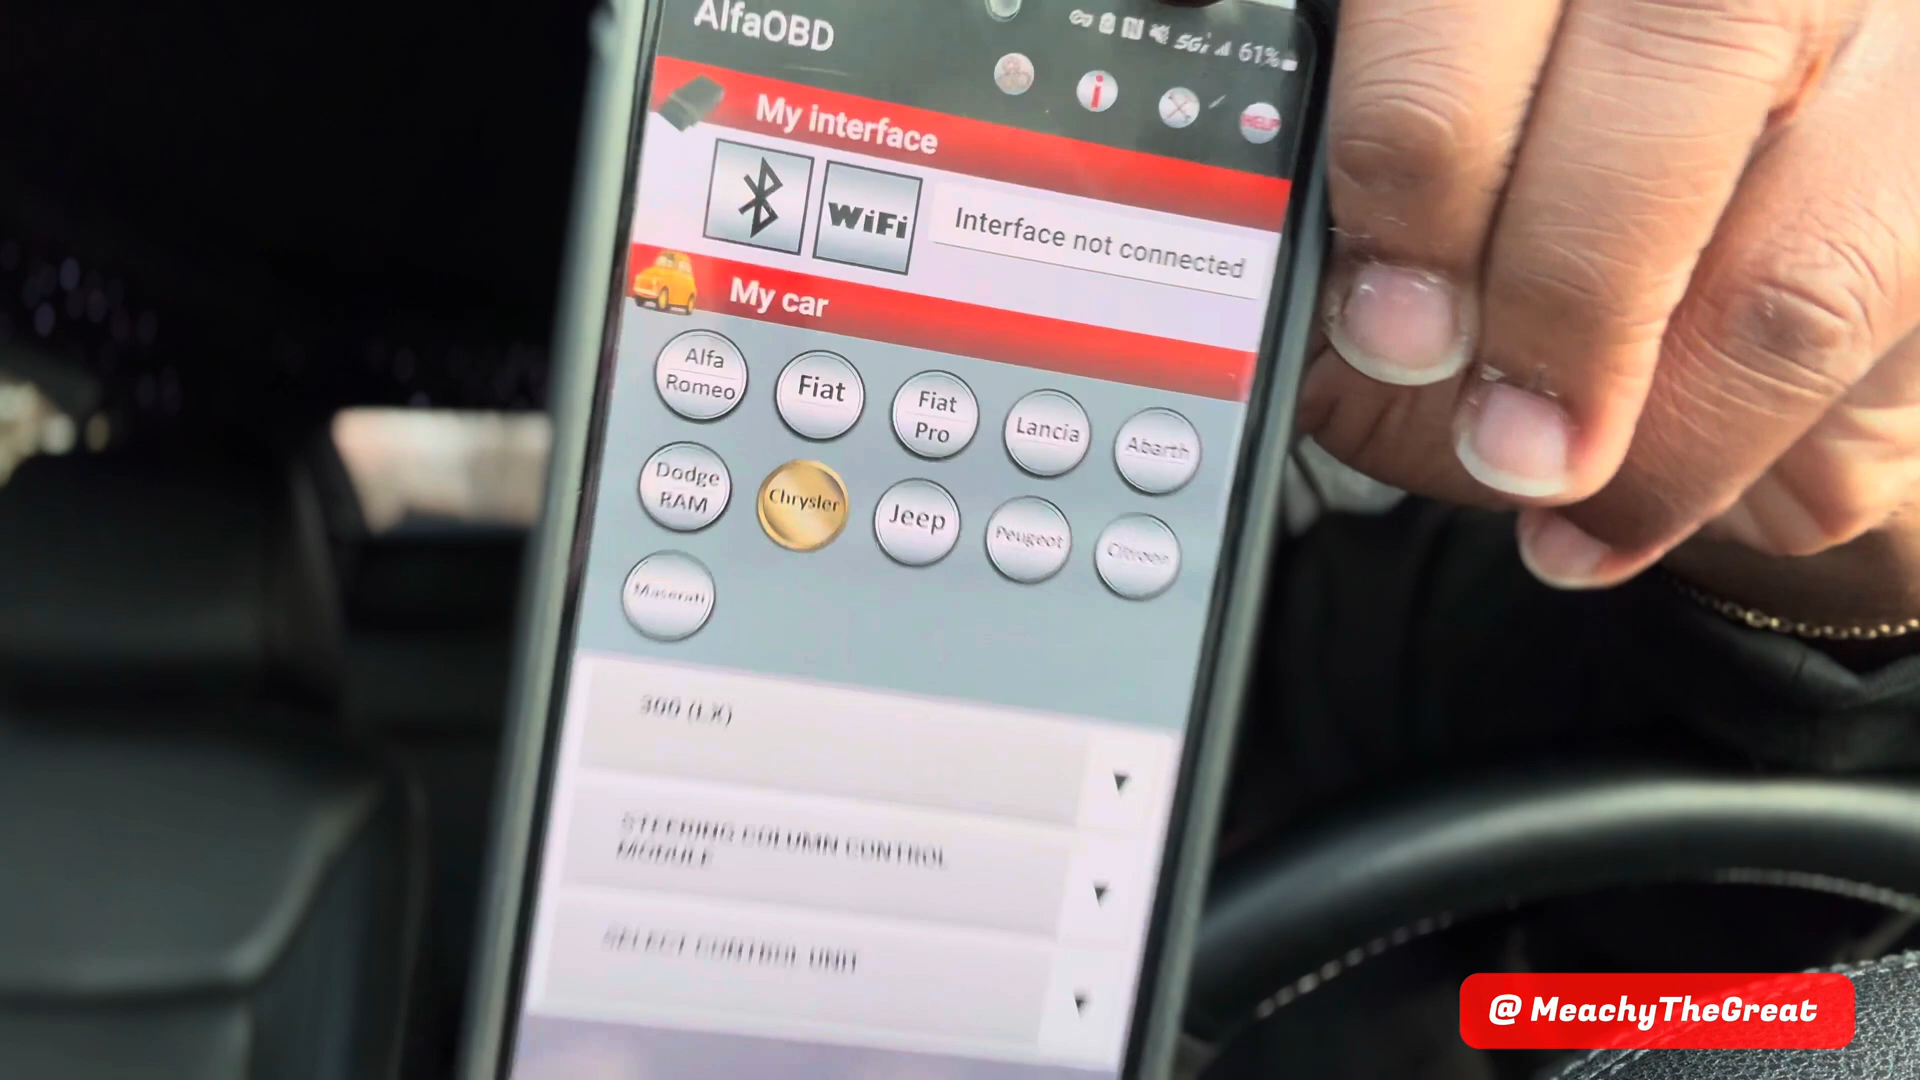 AlfaOBD
5G 61%
i
HELP
My interface
WiFi
Interface not connected
My car
Alfa
Romeo
Fiat
Fiat
Pro
Lancia
Abarth
Dodge
RAM
Chrysler
Jeep
Peugeot
Citroen
Maserati
300 (LX)
STEERING COLUMN CONTROL
MODULE
SELECT CONTROL UNIT
@ MeachyTheGreat